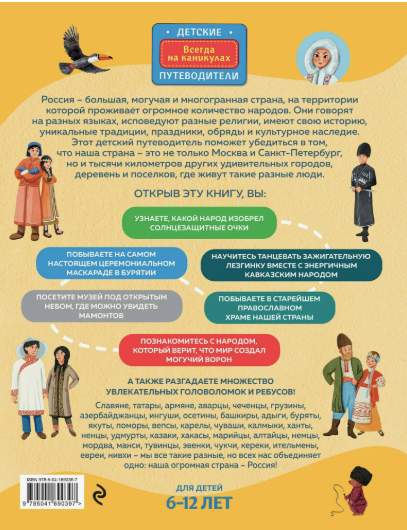 ДЕТСКИЕ
Всегда
на каникулах
ПУТЕВОДИТЕЛИ
Россия – большая, могучая и многогранная страна, на территории
которой проживает огромное количество народов. Они говорят
на разных языках, исповедуют разные религии, имеют свою историю,
уникальные традиции, праздники, обряды и культурное наследие.
Этот детский путеводитель поможет убедиться в том,
что наша страна – это не только Москва и Санкт-Петербург,
но и тысячи километров других удивительных городов,
деревень и поселков, где живут такие разные люди.
ОТКРЫВ ЭТУ КНИГУ, ВЫ:
УЗНАЕТЕ, КАКОЙ НАРОД ИЗОБРЕЛ
СОЛНЦЕЗАЩИТНЫЕ ОЧКИ
ПОБЫВАЕТЕ НА САМОМ
НАСТОЯЩЕМ ЦЕРЕМОНИАЛЬНОМ
МАСКАРАДЕ В БУРЯТИИ
НАУЧИТЕСЬ ТАНЦЕВАТЬ ЗАЖИГАТЕЛЬНУЮ
ЛЕЗГИНКУ ВМЕСТЕ С ЭНЕРГИЧНЫМ
КАВКАЗСКИМ НАРОДОМ
ПОСЕТИТЕ МУЗЕЙ ПОД ОТКРЫТЫМ
НЕБОМ, ГДЕ МОЖНО УВИДЕТЬ
МАМОНТОВ
ПОБЫВАЕТЕ В СТАРЕЙШЕМ
ПРАВОСЛАВНОМ
ХРАМЕ НАШЕЙ СТРАНЫ
ПОЗНАКОМИТЕСЬ С НАРОДОМ,
КОТОРЫЙ ВЕРИТ, ЧТО МИР СОЗДАЛ
МОГУЧИЙ ВОРОН
А ТАКЖЕ РАЗГАДАЕТЕ МНОЖЕСТВО
УВЛЕКАТЕЛЬНЫХ ГОЛОВОЛОМОК И РЕБУСОВ!
Славяне, татары, армяне, аварцы, чеченцы, грузины,
азербайджанцы, ингуши, осетины, башкиры, адыги, буряты,
якуты, поморы, вепсы, карелы, чуваши, калмыки, ханты,
ненцы, удмурты, казаки, хакасы, марийцы, алтайцы, немцы,
мордва, манси, тувинцы, эвенки, чукчи, кереки, ительмены,
евреи, нивхи – мы все такие разные, но всех нас объединяет
одно: наша огромная страна – Россия!
ISBN 978-5-04-169039-7
9 785041 690397 >
ДЛЯ ДЕТЕЙ
6-12 ЛЕТ